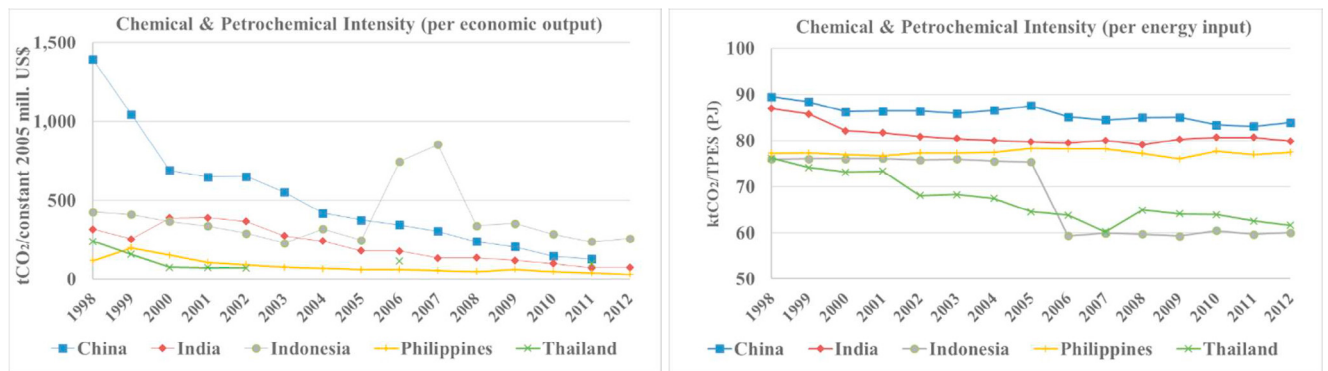 Chemical & Petrochemical Intensity (per economic output)
tCO₂/constant 2005 mill. US$
1,500
1,000
500
0
1998 1999 2000 2001 2002 2003 2004 2005 2006 2007 2008 2009 2010 2011 2012
China India Indonesia Philippines Thailand
Chemical & Petrochemical Intensity (per energy input)
ktCO₂/TPES (PJ)
100
90
80
70
60
50
1998 1999 2000 2001 2002 2003 2004 2005 2006 2007 2008 2009 2010 2011 2012
China India Indonesia Philippines Thailand